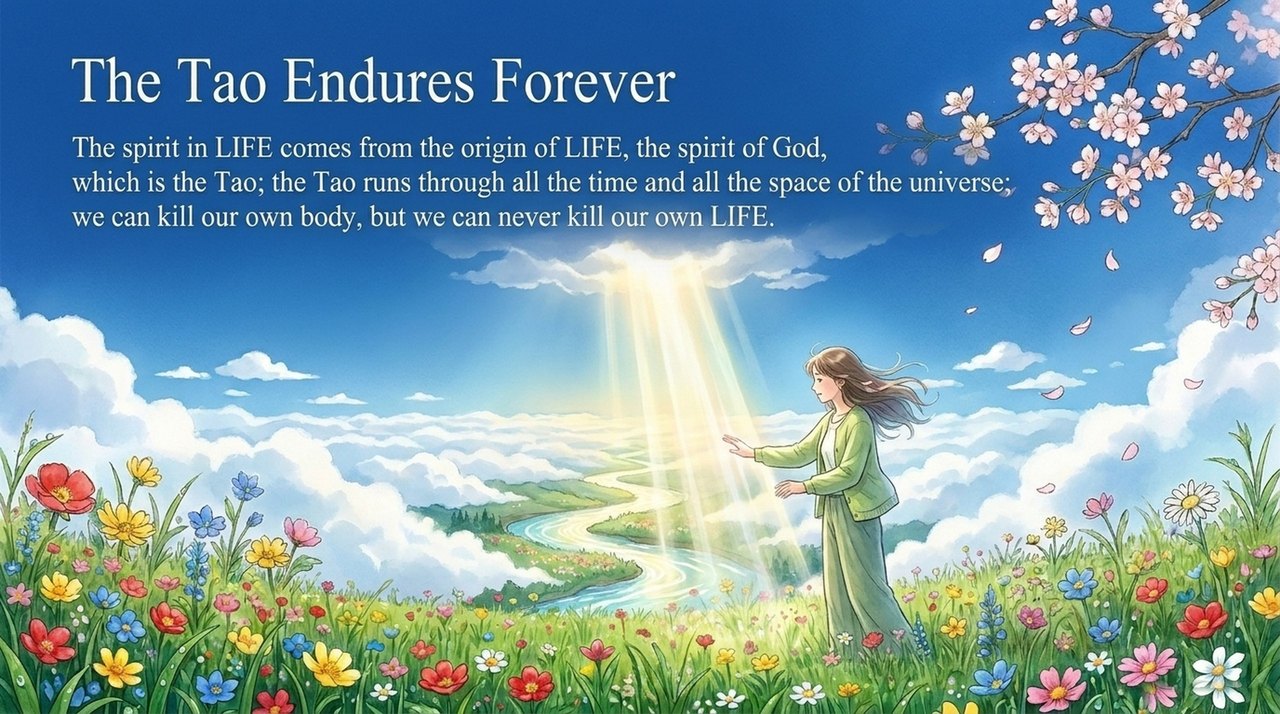 The Tao Endures Forever
The spirit in LIFE comes from the origin of LIFE, the spirit of God,
which is the Tao; the Tao runs through all the time and all the space of the universe;
we can kill our own body, but we can never kill our own LIFE.